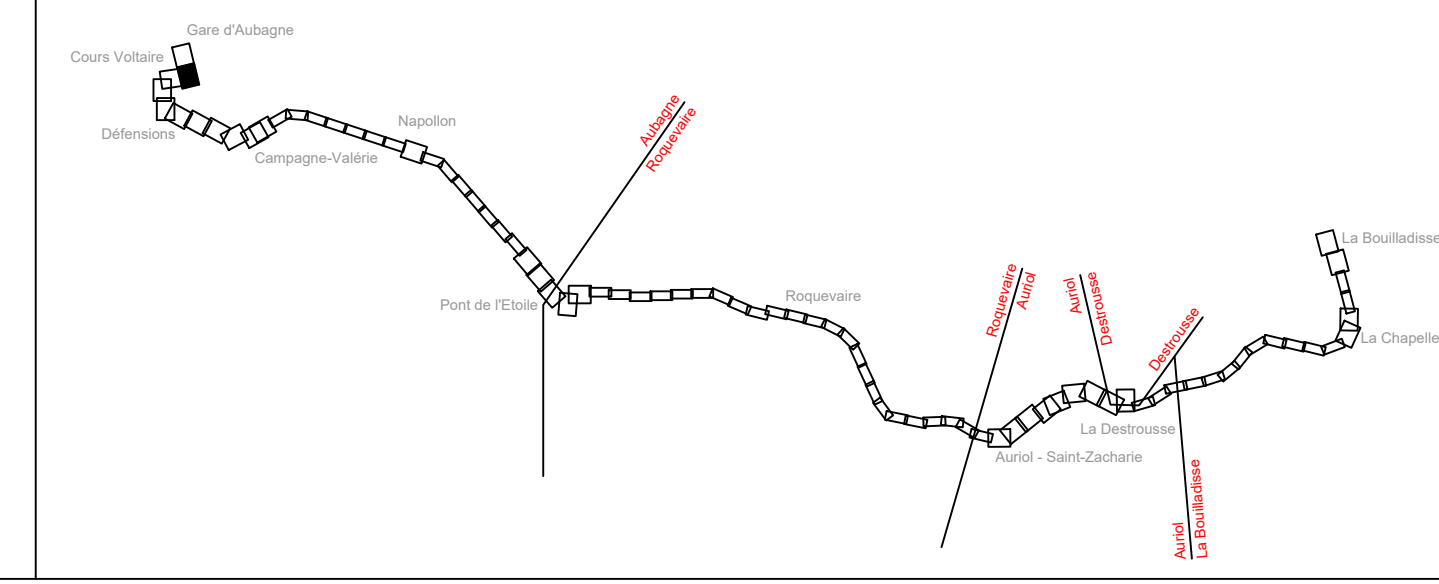 Gare d'Aubagne
Cours Voltaire
Défensions
Campagne-Valérie
Napollon
Aubagne
Roquevaire
Pont de l'Etoile
Roquevaire
Roquevaire
Auriol
Auriol
Destrousse
Destrousse
La Bouilladisse
La Chapelle
La Destrousse
Auriol - Saint-Zacharie
Auriol
La Bouilladisse